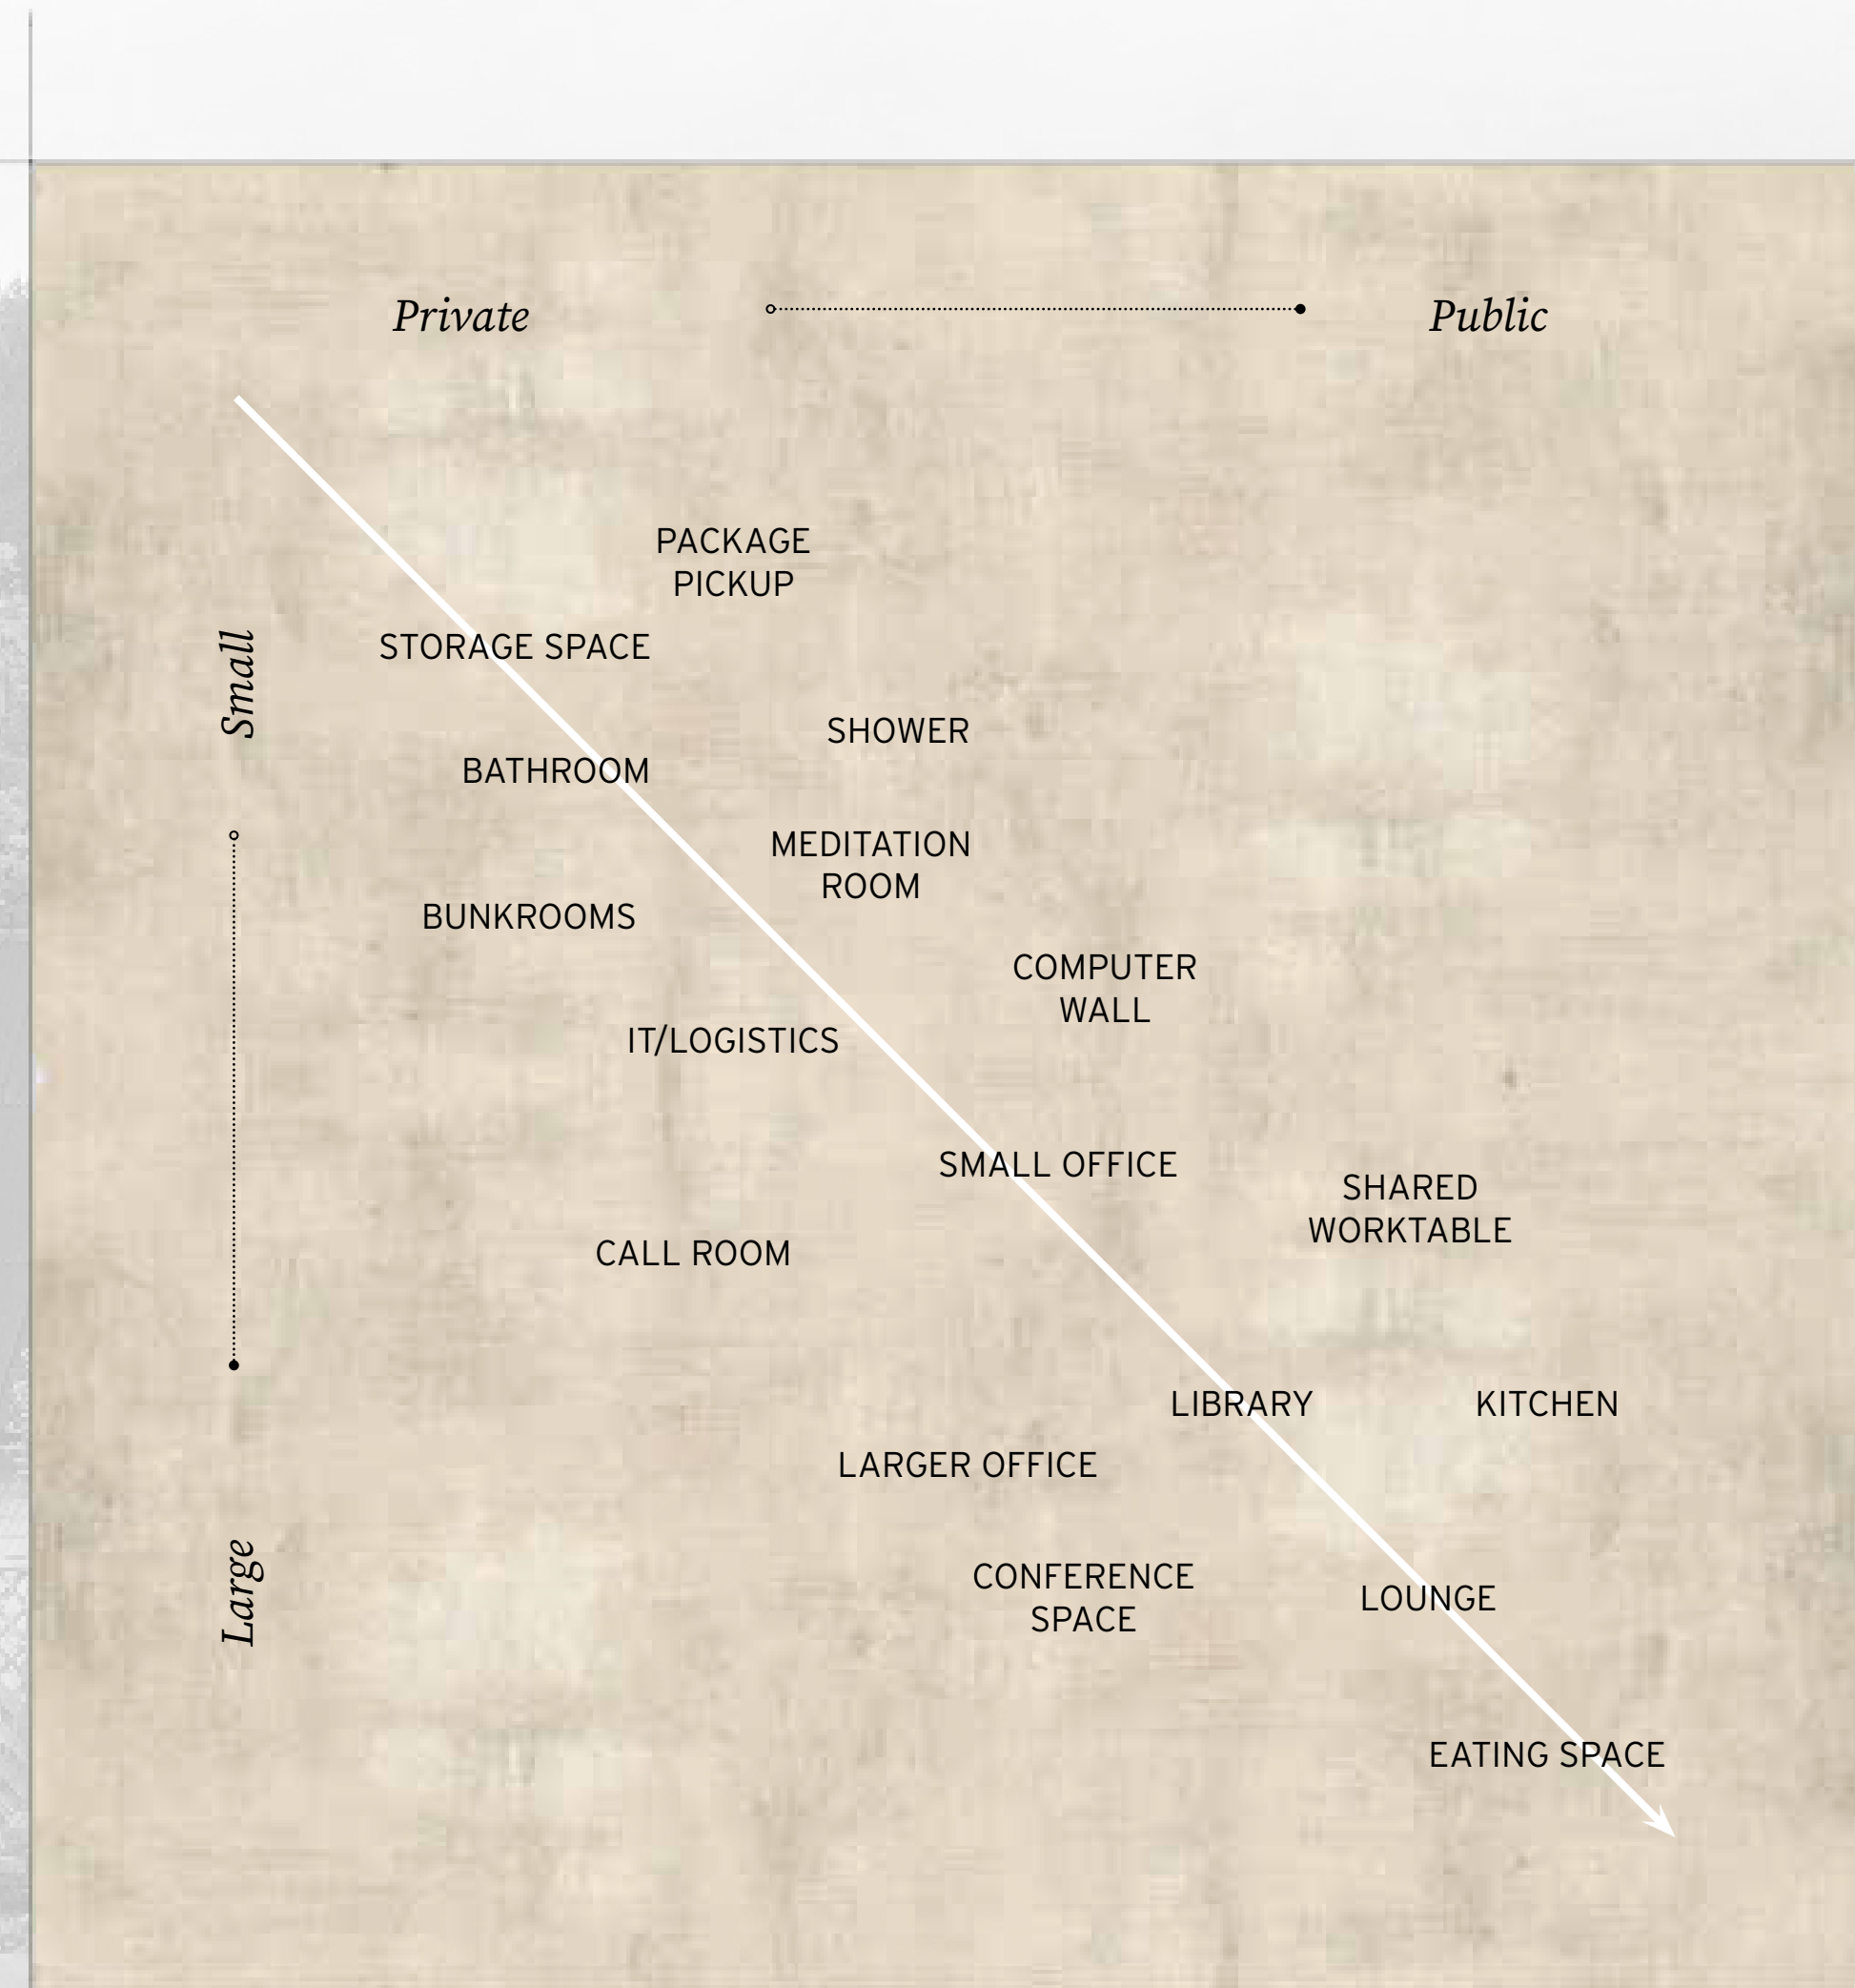 Private
Public
PACKAGE
PICKUP
Small
STORAGE SPACE
SHOWER
BATHROOM
MEDITATION
ROOM
BUNKROOMS
COMPUTER
WALL
IT/LOGISTICS
SMALL OFFICE
SHARED
WORKTABLE
CALL ROOM
LIBRARY
KITCHEN
LARGER OFFICE
Large
CONFERENCE
SPACE
LOUNGE
EATING SPACE